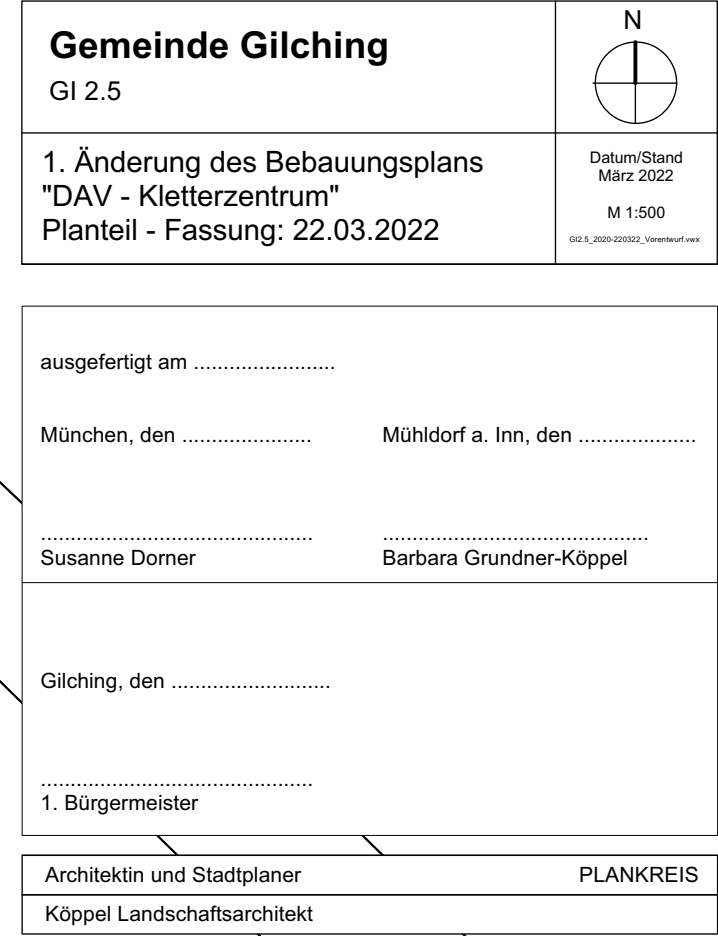 Gemeinde Gilching
GI 2.5
N
1. Änderung des Bebauungsplans
"DAV - Kletterzentrum"
Planteil - Fassung: 22.03.2022
Datum/Stand
März 2022
M 1:500
GI2.5_2020-220322_Vorentwurf.vwx
ausgefertigt am ........................
München, den ......................
Mühldorf a. Inn, den ....................
..............................................
Susanne Dorner
.............................................
Barbara Grundner-Köppel
Gilching, den ...........................
..............................................
1. Bürgermeister
Architektin und Stadtplaner PLANKREIS
Köppel Landschaftsarchitekt